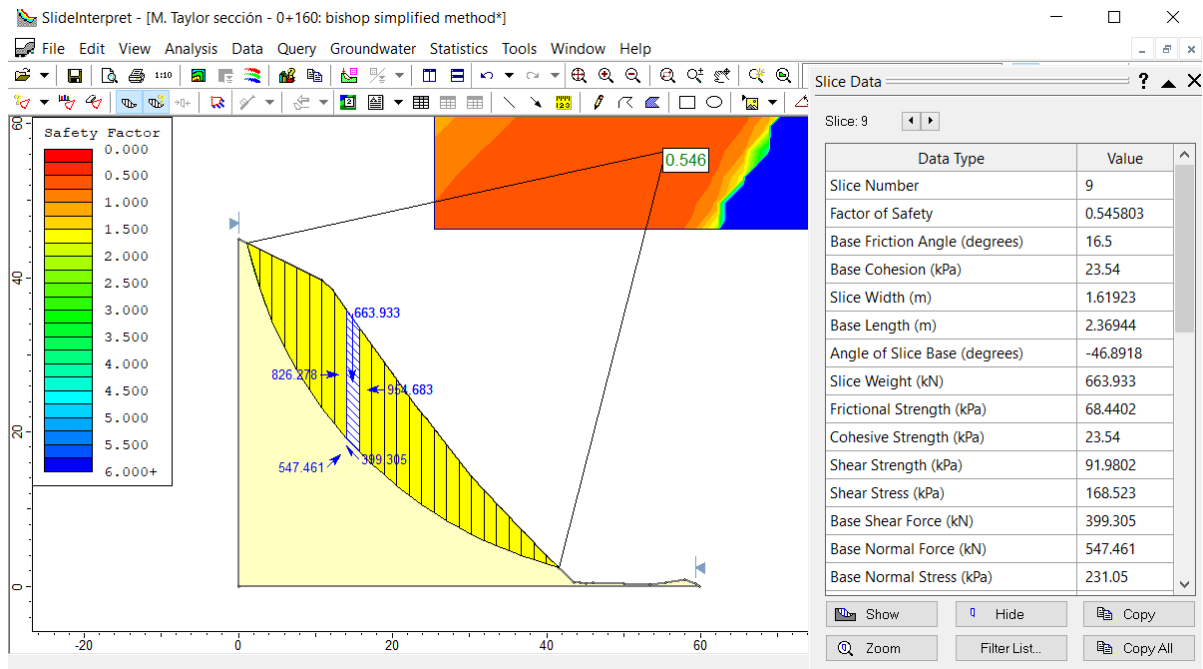 SlideInterpret - [M. Taylor sección - 0+160: bishop simplified method*]
File Edit View Analysis Data Query Groundwater Statistics Tools Window Help
1:10
123
Safety Factor
0.000
0.500
1.000
1.500
2.000
2.500
3.000
3.500
4.000
4.500
5.000
5.500
6.000+
60
40
20
0
-20 0 20 40 60
0.546
663.933
826.278
954.683
399.305
547.461
Slice Data
Slice: 9
Data Type Value
Slice Number 9
Factor of Safety 0.545803
Base Friction Angle (degrees) 16.5
Base Cohesion (kPa) 23.54
Slice Width (m) 1.61923
Base Length (m) 2.36944
Angle of Slice Base (degrees) -46.8918
Slice Weight (kN) 663.933
Frictional Strength (kPa) 68.4402
Cohesive Strength (kPa) 23.54
Shear Strength (kPa) 91.9802
Shear Stress (kPa) 168.523
Base Shear Force (kN) 399.305
Base Normal Force (kN) 547.461
Base Normal Stress (kPa) 231.05
Show Hide Copy
Zoom Filter List... Copy All